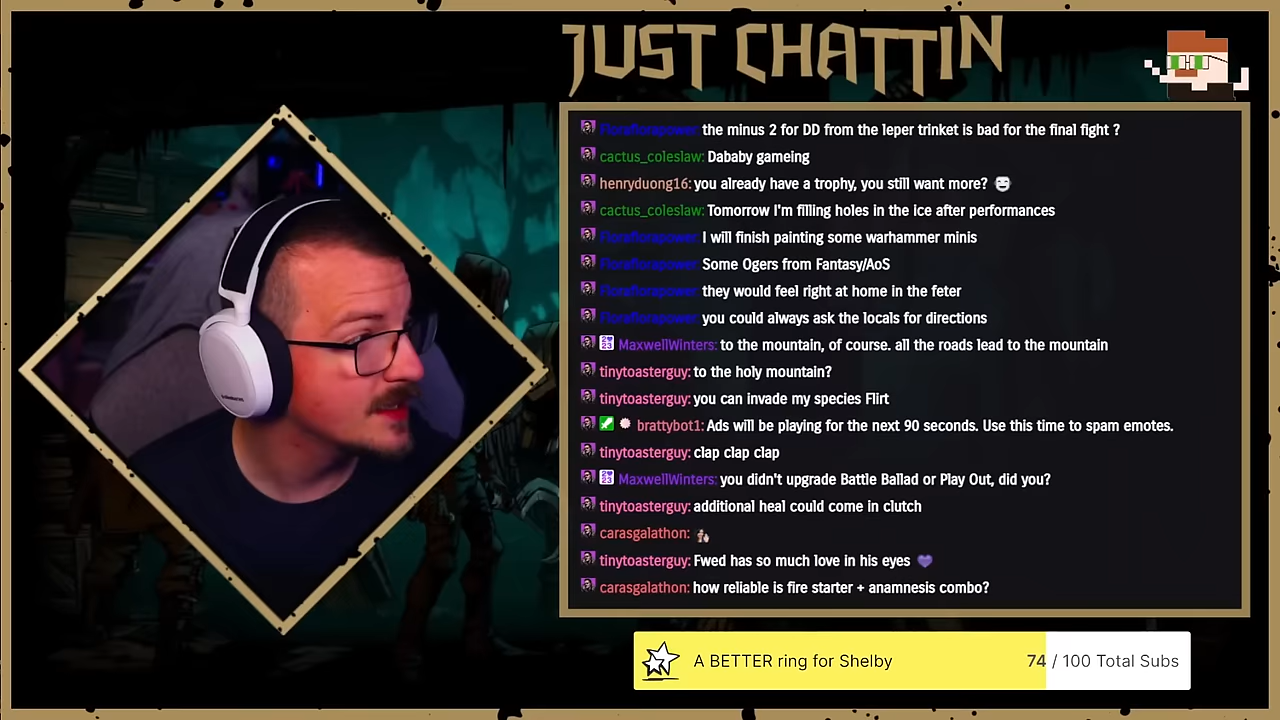 JUST CHATTIN
Floraflorapower: the minus 2 for DD from the leper trinket is bad for the final fight ?
cactus_coleslaw: Dababy gameing
henryduong16: you already have a trophy, you still want more?
cactus_coleslaw: Tomorrow I'm filling holes in the ice after performances
Floraflorapower: I will finish painting some warhammer minis
Floraflorapower: Some Ogers from Fantasy/AoS
Floraflorapower: they would feel right at home in the feter
Floraflorapower: you could always ask the locals for directions
MaxwellWinters: to the mountain, of course. all the roads lead to the mountain
tinytoasterguy: to the holy mountain?
tinytoasterguy: you can invade my species Flirt
brattybot1: Ads will be playing for the next 90 seconds. Use this time to spam emotes.
tinytoasterguy: clap clap clap
MaxwellWinters: you didn't upgrade Battle Ballad or Play Out, did you?
tinytoasterguy: additional heal could come in clutch
carasgalathon:
tinytoasterguy: Fwed has so much love in his eyes
carasgalathon: how reliable is fire starter + anamnesis combo?
A BETTER ring for Shelby 74 / 100 Total Subs